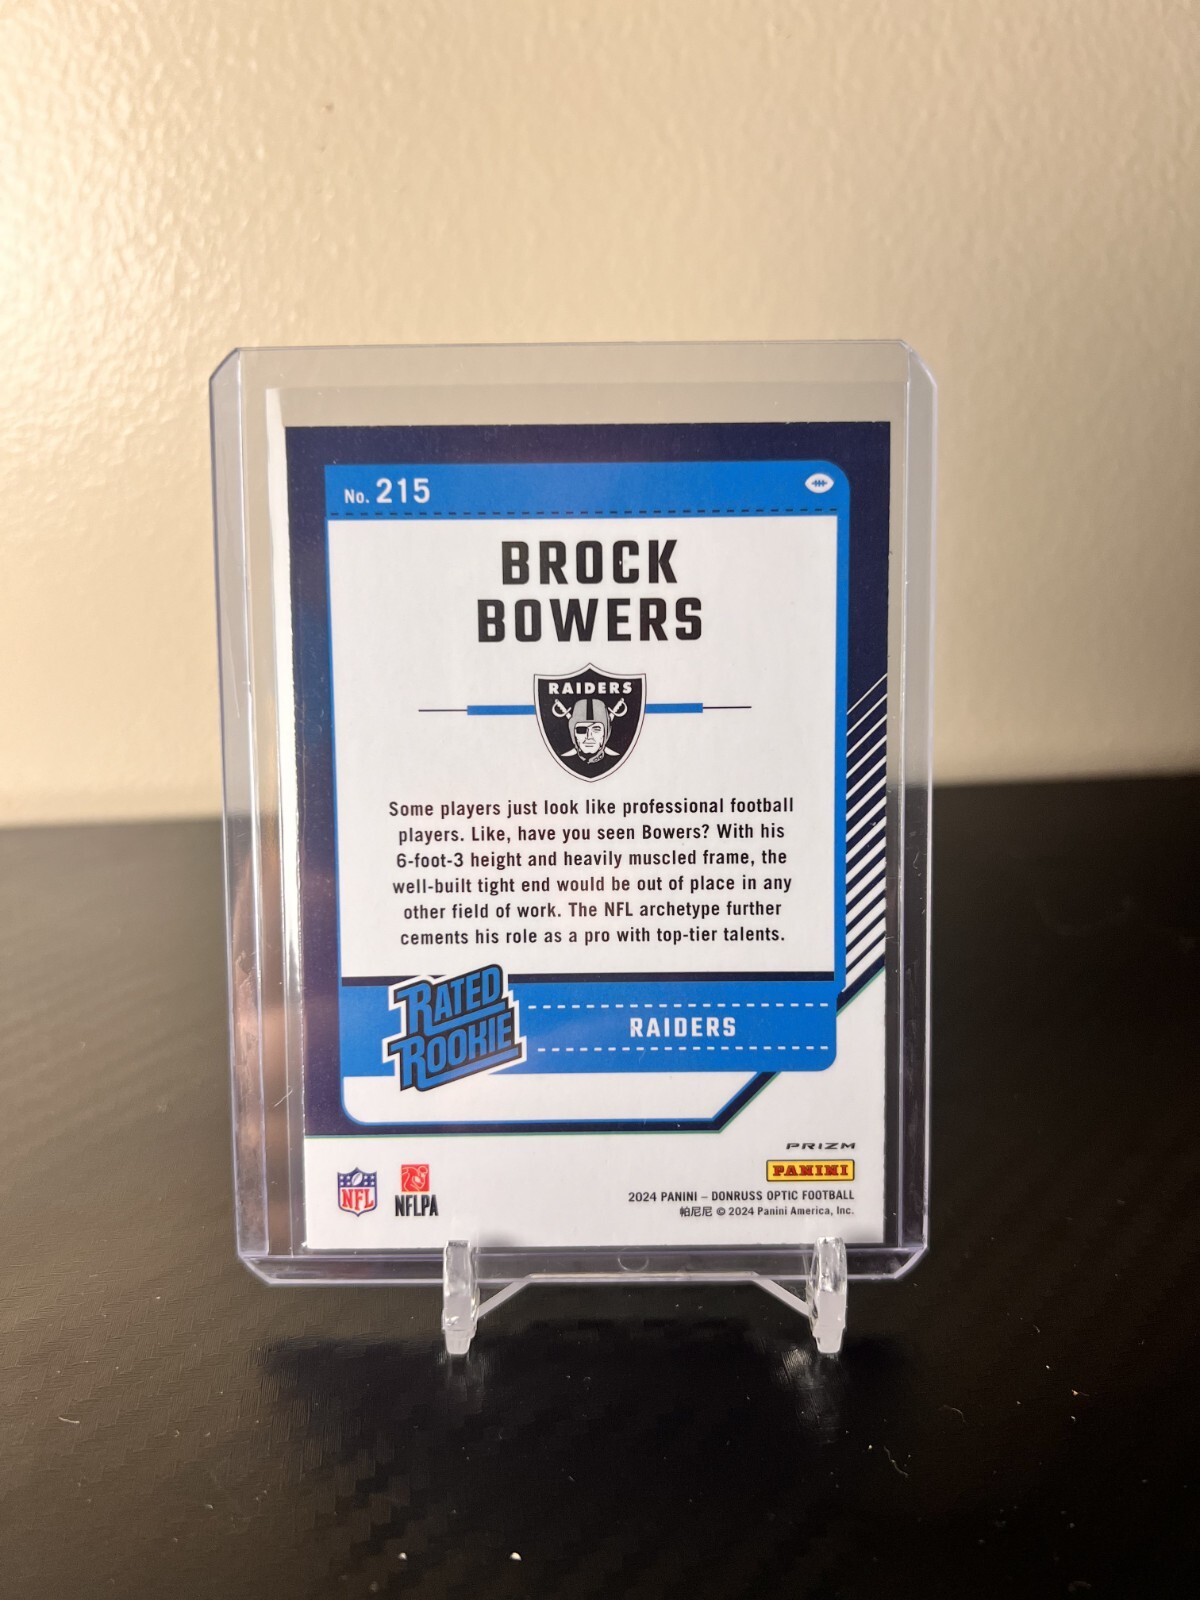 No. 215
BROCK
BOWERS
RAIDERS
Some players just look like professional football
players. Like, have you seen Bowers? With his
6-foot-3 height and heavily muscled frame, the
well-built tight end would be out of place in any
other field of work. The NFL archetype further
cements his role as a pro with top-tier talents.
RATED
ROOKIE
RAIDERS
PRIZM
PANINI
NFL
NFLPA
2024 PANINI – DONRUSS OPTIC FOOTBALL
帕尼尼 © 2024 Panini America, Inc.